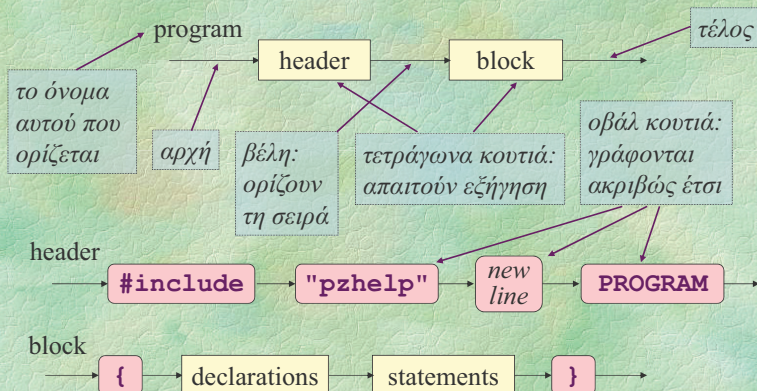 program
τέλος
header
block
το όνομα
αυτού που
ορίζεται
αρχή
βέλη:
ορίζουν
τη σειρά
τετράγωνα κουτιά:
απαιτούν εξήγηση
οβάλ κουτιά:
γράφονται
ακριβώς έτσι
header
#include
"pzhelp"
new
line
PROGRAM
block
{
declarations
statements
}